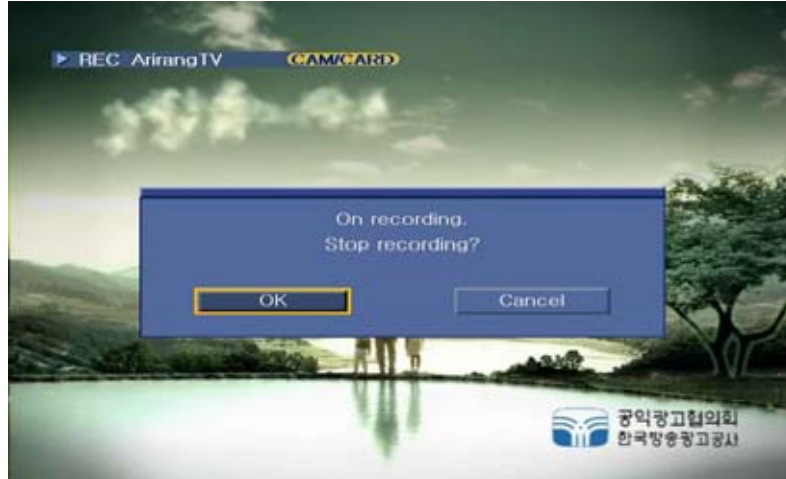 REC ArirangTV
CAM/CARD
On recording.
Stop recording?
OK
Cancel
공익광고협의회
한국방송광고공사